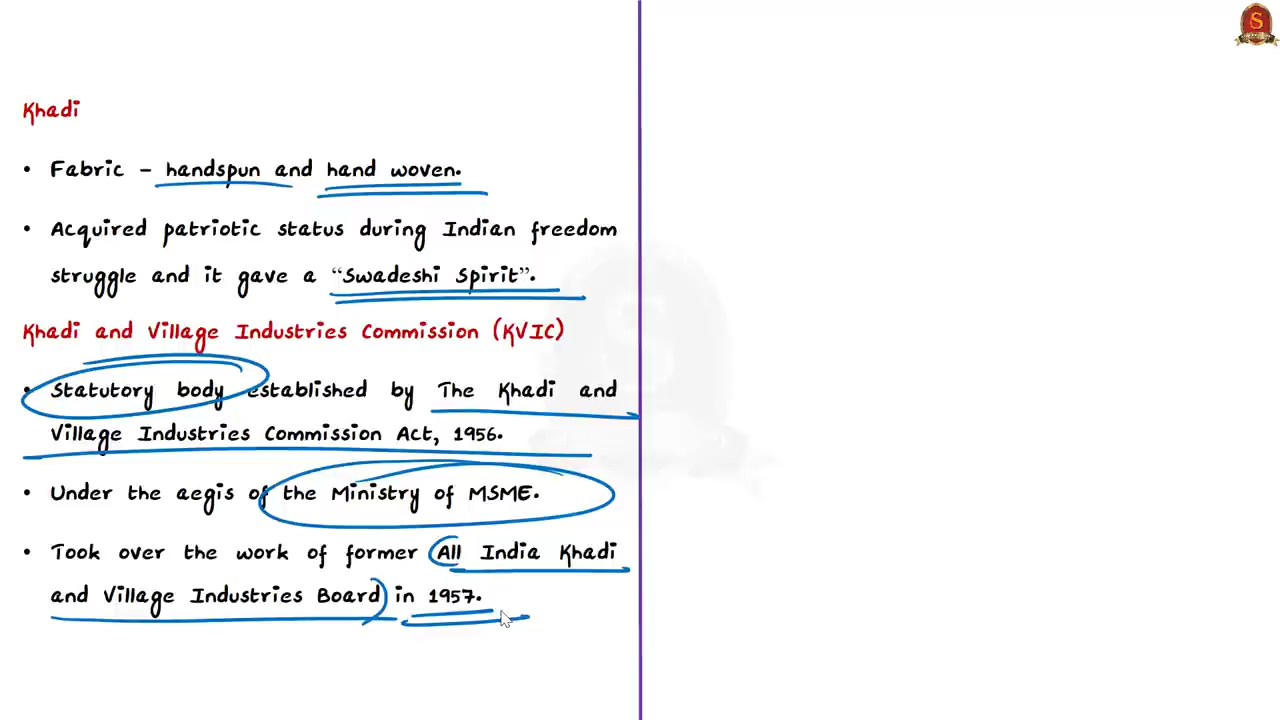 Khadi
• Fabric – handspun and hand woven.
• Acquired patriotic status during Indian freedom
struggle and it gave a “Swadeshi Spirit”.
Khadi and Village Industries Commission (KVIC)
• Statutory body established by The Khadi and
Village Industries Commission Act, 1956.
• Under the aegis of the Ministry of MSME.
• Took over the work of former All India Khadi
and Village Industries Board in 1957.
S